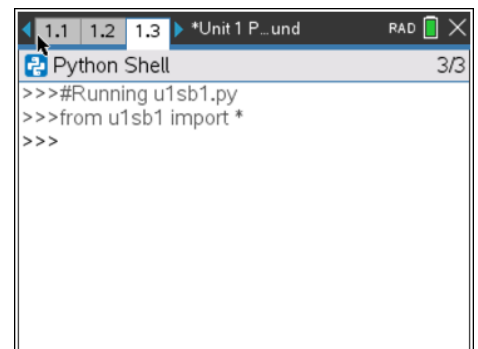 1.1 1.2 1.3 *Unit 1 P...und RAD
Python Shell 3/3
>>>#Running u1sb1.py
>>>from u1sb1 import *
>>>